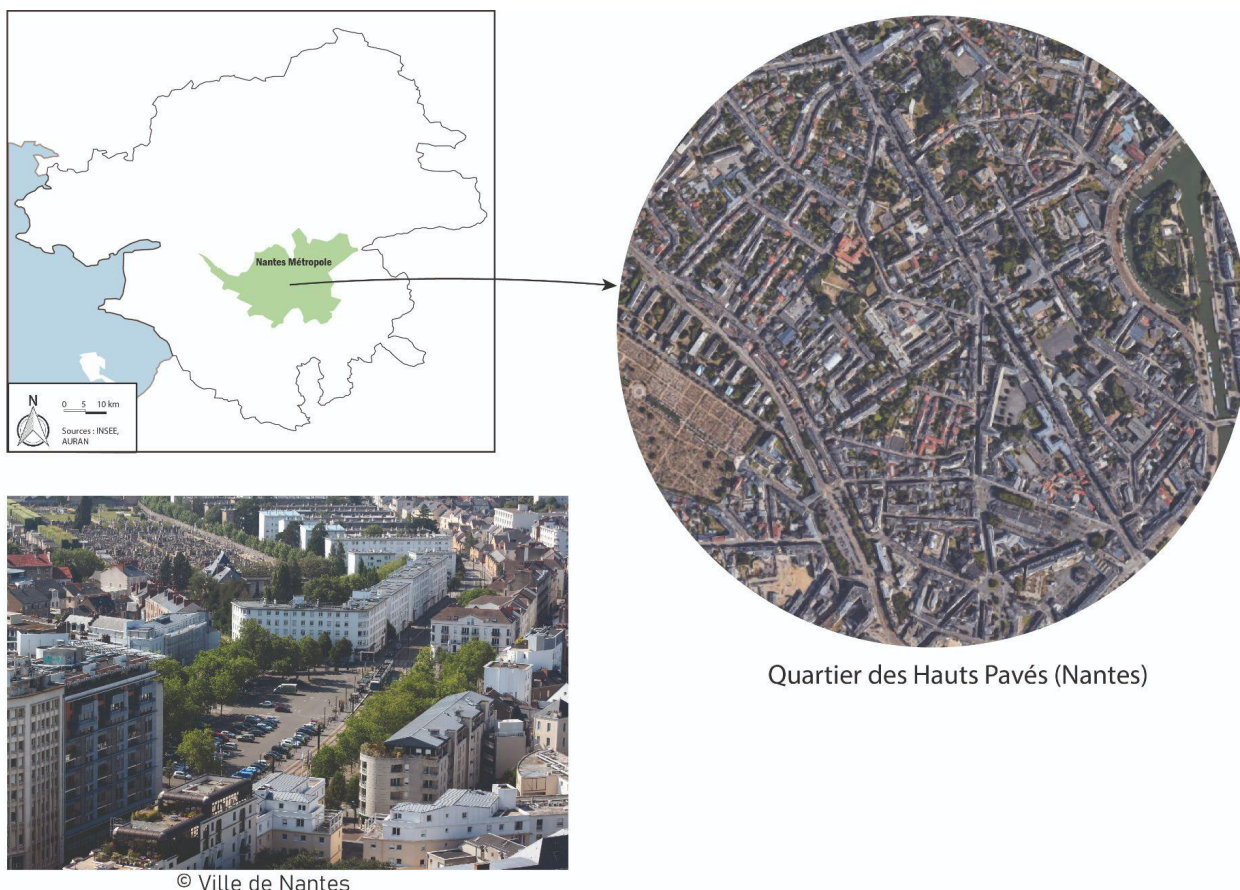 Nantes Métropole
N
0 5 10 km
Sources : INSEE,
AURAN
Quartier des Hauts Pavés (Nantes)
© Ville de Nantes